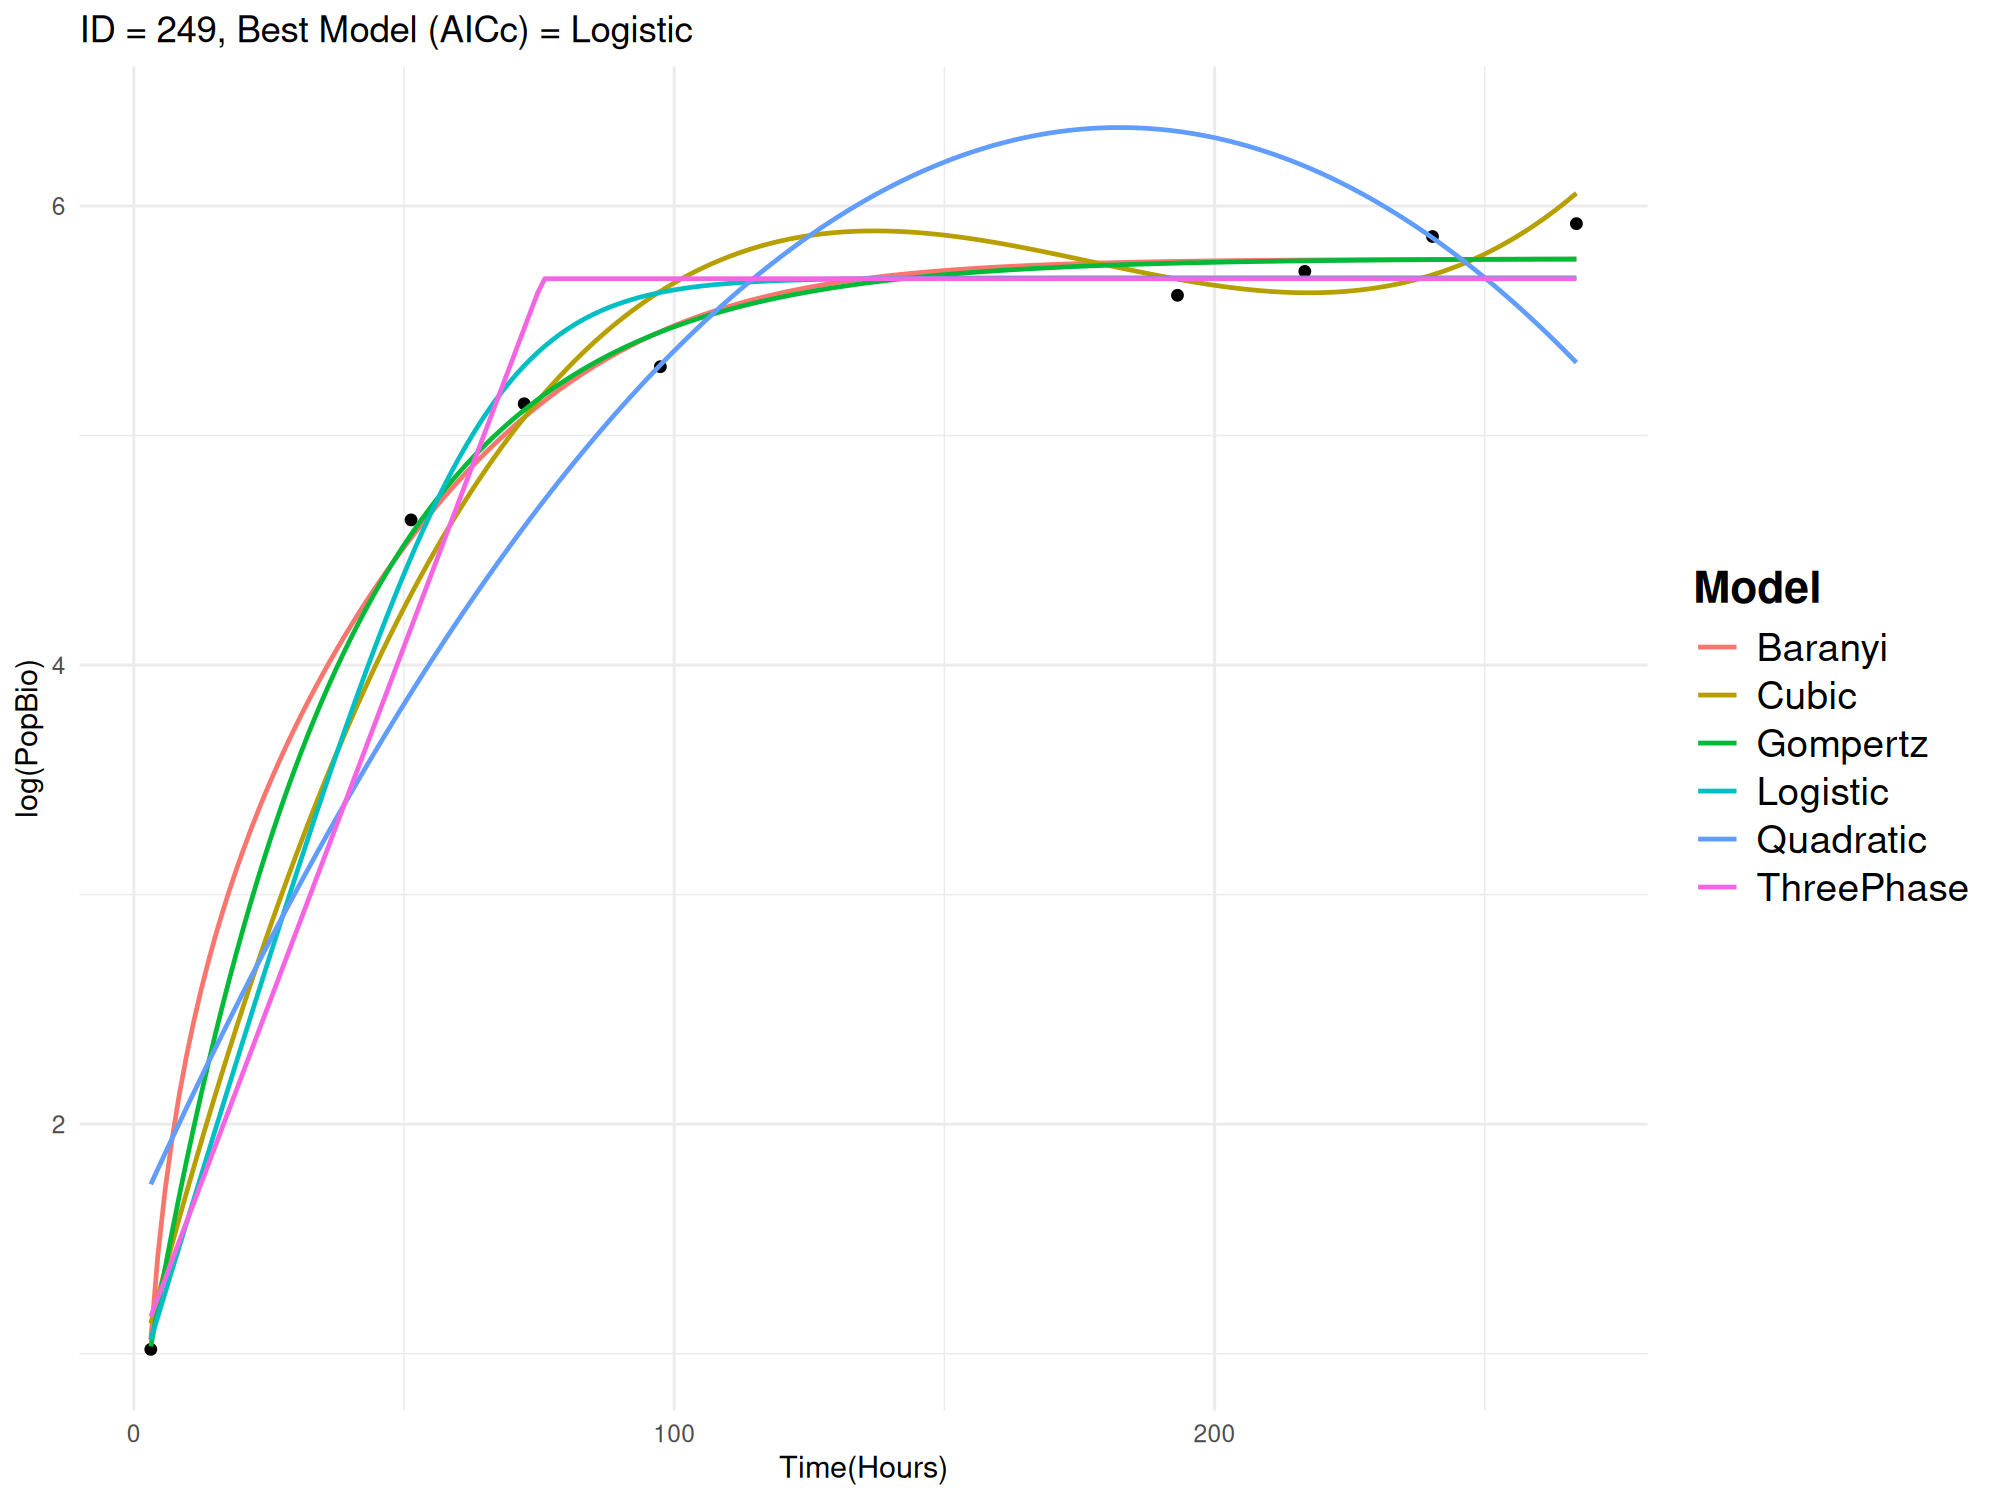 ID = 249, Best Model (AICc) = Logistic
6
4
2
log(PopBio)
0
100
200
Time(Hours)
Model
Baranyi
Cubic
Gompertz
Logistic
Quadratic
ThreePhase